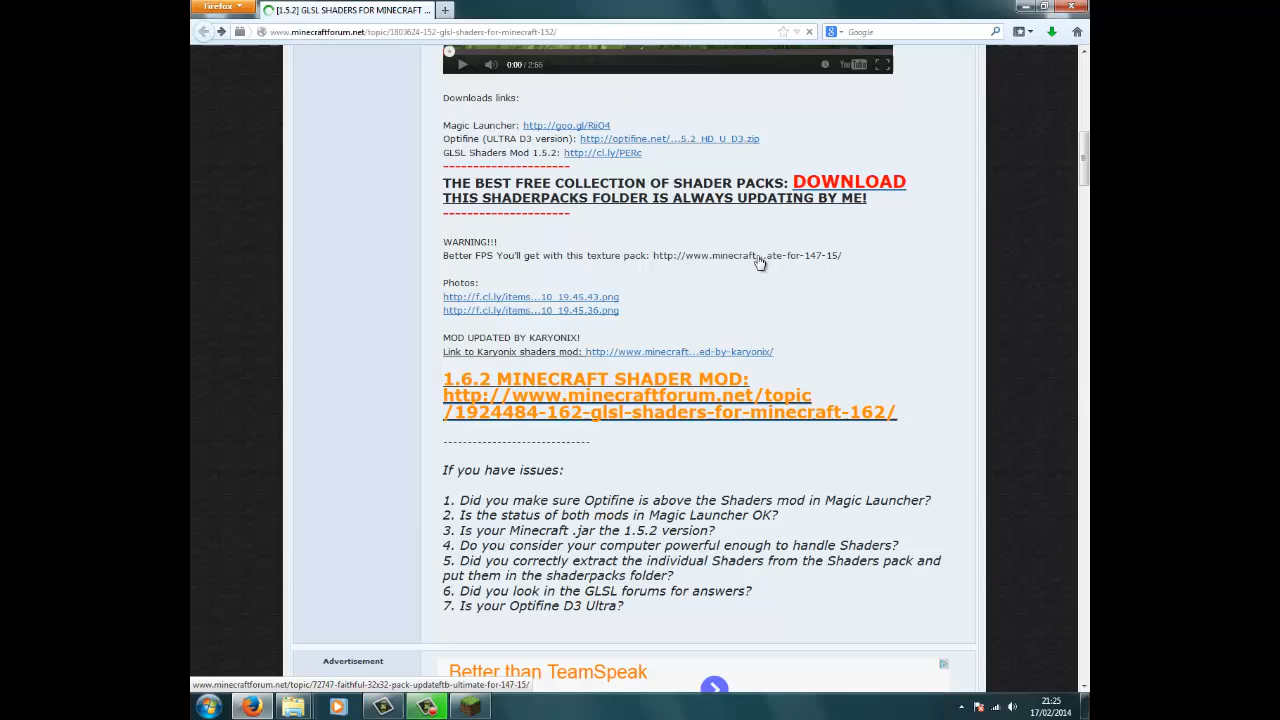 Firefox
[1.5.2] GLSL SHADERS FOR MINECRAFT ...
www.minecraftforum.net/topic/1803624-152-glsl-shaders-for-minecraft-152/
Google
0:00 / 2:55
YouTube
Downloads links:
Magic Launcher: http://goo.gl/RiiO4
Optifine (ULTRA D3 version): http://optifine.net/...5.2_HD_U_D3.zip
GLSL Shaders Mod 1.5.2: http://cl.ly/PERc
----------------------
THE BEST FREE COLLECTION OF SHADER PACKS: DOWNLOAD
THIS SHADERPACKS FOLDER IS ALWAYS UPDATING BY ME!
----------------------
WARNING!!!
Better FPS You'll get with this texture pack: http://www.minecraft...ate-for-147-15/
Photos:
http://f.cl.ly/items...10_19.45.43.png
http://f.cl.ly/items...10_19.45.36.png
MOD UPDATED BY KARYONIX!
Link to Karyonix shaders mod: http://www.minecraft...ed-by-karyonix/
1.6.2 MINECRAFT SHADER MOD:
http://www.minecraftforum.net/topic
/1924484-162-glsl-shaders-for-minecraft-162/
------------------------------
If you have issues:
1. Did you make sure Optifine is above the Shaders mod in Magic Launcher?
2. Is the status of both mods in Magic Launcher OK?
3. Is your Minecraft .jar the 1.5.2 version?
4. Do you consider your computer powerful enough to handle Shaders?
5. Did you correctly extract the individual Shaders from the Shaders pack and
put them in the shaderpacks folder?
6. Did you look in the GLSL forums for answers?
7. Is your Optifine D3 Ultra?
Advertisement
Better than TeamSpeak
www.minecraftforum.net/topic/72747-faithful-32x32-pack-updateftb-ultimate-for-147-15/
21:25
17/02/2014